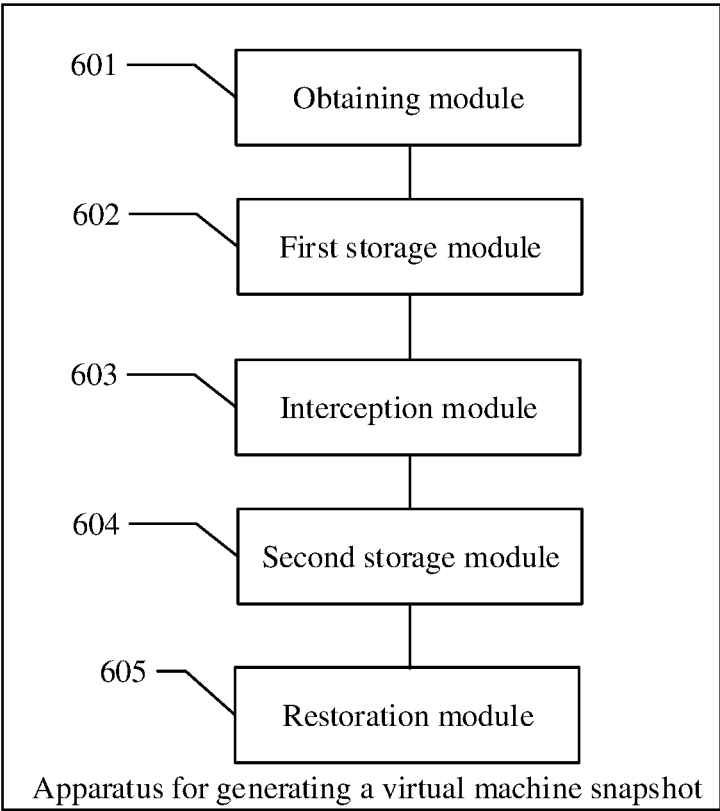 601
Obtaining module
602
First storage module
603
Interception module
604
Second storage module
605
Restoration module
Apparatus for generating a virtual machine snapshot